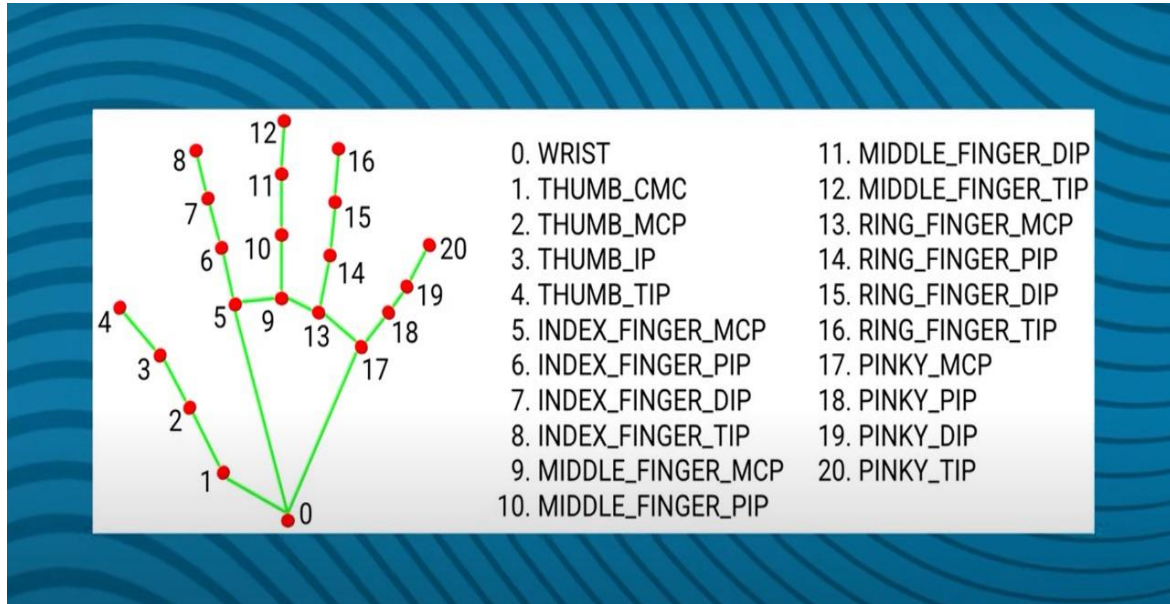 12
8
16
11
7
15
10
20
6
14
19
4
5
9
18
13
3
17
2
1
0
0. WRIST
1. THUMB_CMC
2. THUMB_MCP
3. THUMB_IP
4. THUMB_TIP
5. INDEX_FINGER_MCP
6. INDEX_FINGER_PIP
7. INDEX_FINGER_DIP
8. INDEX_FINGER_TIP
9. MIDDLE_FINGER_MCP
10. MIDDLE_FINGER_PIP
11. MIDDLE_FINGER_DIP
12. MIDDLE_FINGER_TIP
13. RING_FINGER_MCP
14. RING_FINGER_PIP
15. RING_FINGER_DIP
16. RING_FINGER_TIP
17. PINKY_MCP
18. PINKY_PIP
19. PINKY_DIP
20. PINKY_TIP